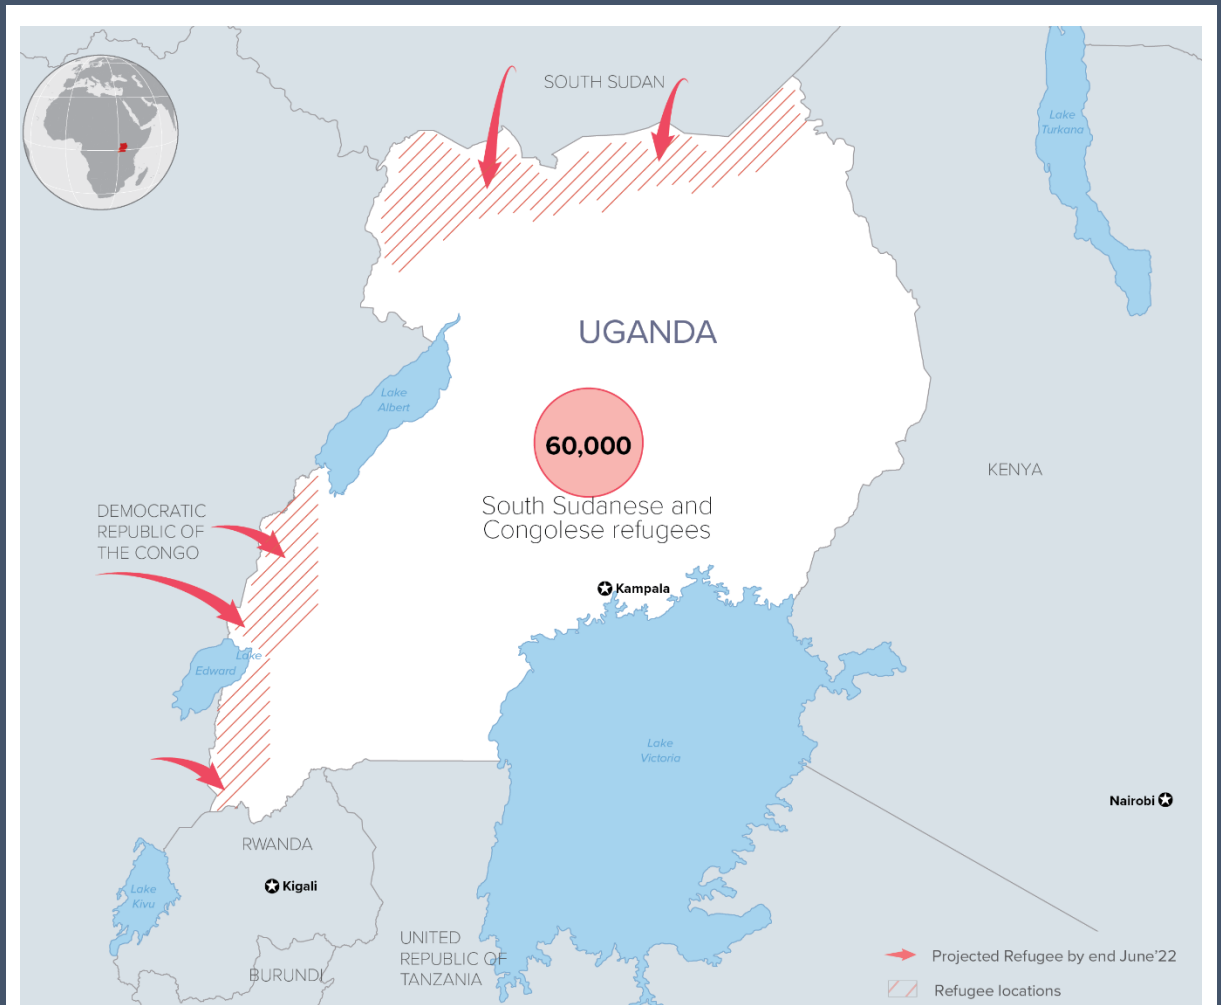 SOUTH SUDAN
Lake
Turkana
UGANDA
Lake
Albert
60,000
South Sudanese and
Congolese refugees
KENYA
DEMOCRATIC
REPUBLIC OF
THE CONGO
Kampala
Lake
Edward
Lake
Victoria
Nairobi
RWANDA
Kigali
Lake
Kivu
UNITED
REPUBLIC OF
TANZANIA
BURUNDI
Projected Refugee by end June'22
Refugee locations